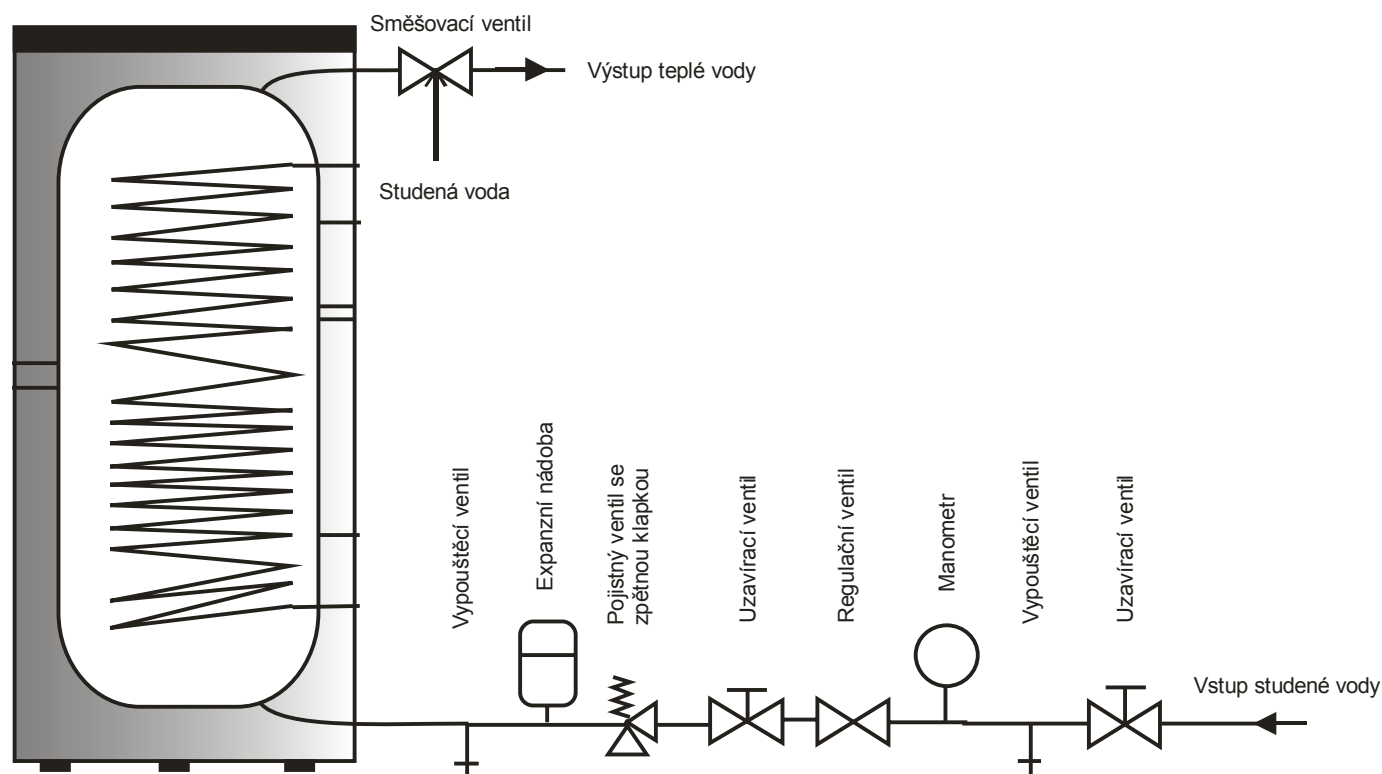 Směšovací ventil
Výstup teplé vody
Studená voda
Vypouštěcí ventil
Expanzní nádoba
Pojistný ventil se
zpětnou klapkou
Uzavírací ventil
Regulační ventil
Manometr
Vypouštěcí ventil
Uzavírací ventil
Vstup studené vody